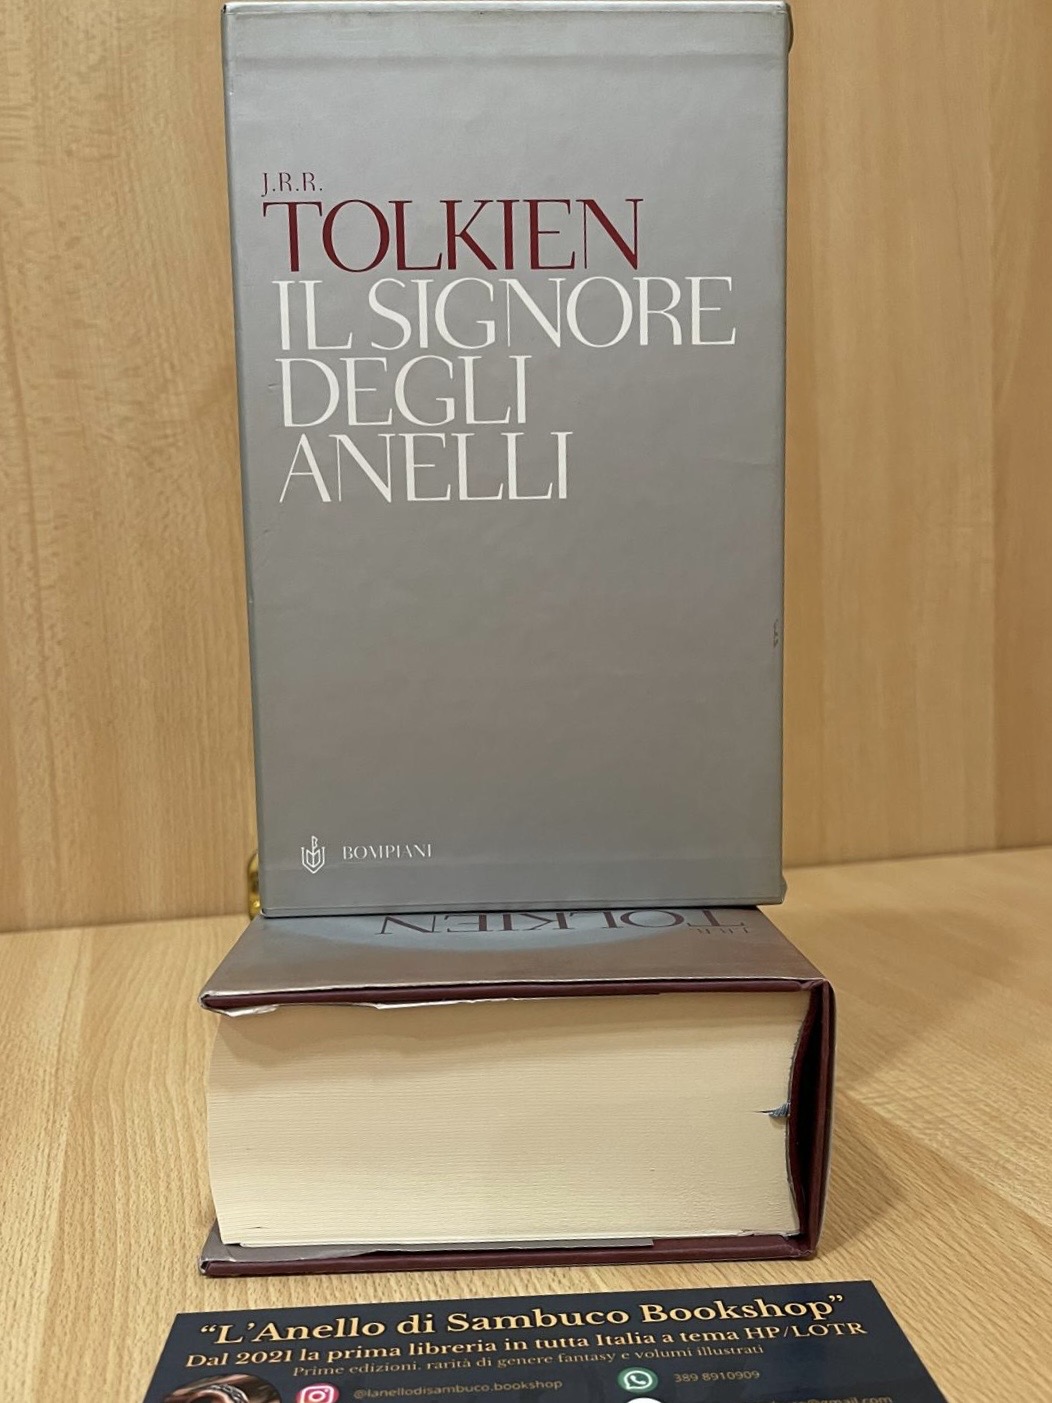 J.R.R.
TOLKIEN
IL SIGNORE
DEGLI
ANELLI
BOMPIANI
TOLKIEN
“L’Anello di Sambuco Bookshop”
Dal 2021 la prima libreria in tutta Italia a tema HP/LOTR
Prime edizioni, rarità di genere fantasy e volumi illustrati
@lanellodisambuco.bookshop
389 8910909